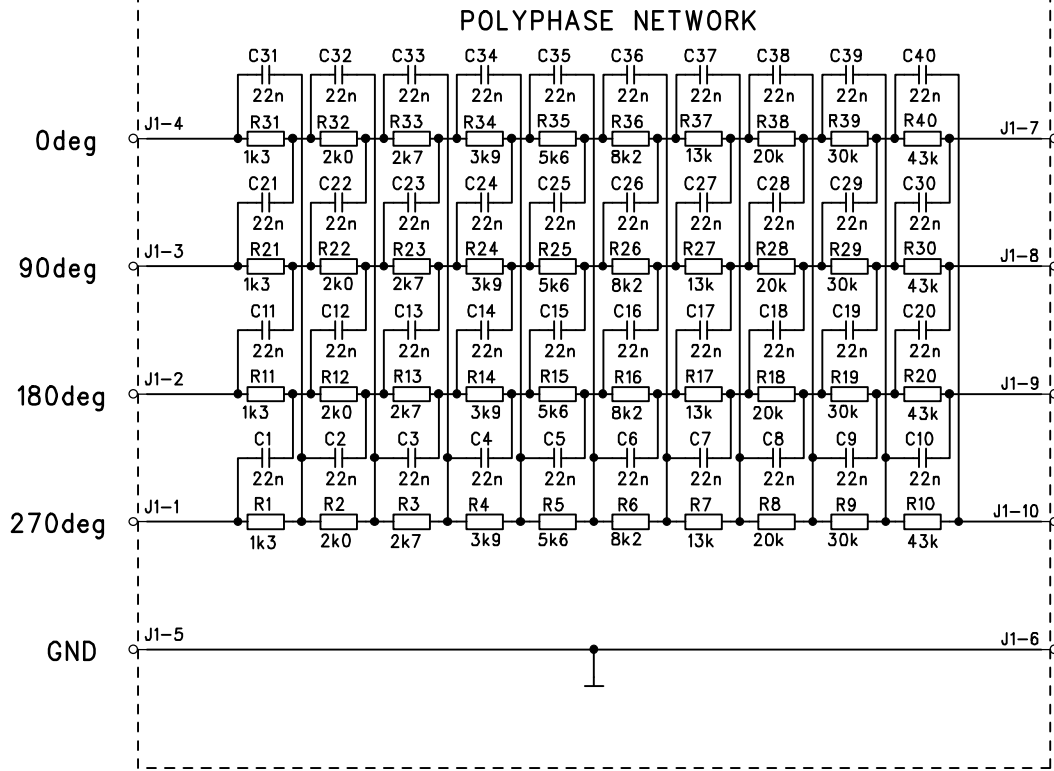 POLYPHASE NETWORK
C31 C32 C33 C34 C35 C36 C37 C38 C39 C40
22n 22n 22n 22n 22n 22n 22n 22n 22n 22n
0deg J1-4 R31 R32 R33 R34 R35 R36 R37 R38 R39 R40 J1-7
1k3 2k0 2k7 3k9 5k6 8k2 13k 20k 30k 43k
C21 C22 C23 C24 C25 C26 C27 C28 C29 C30
22n 22n 22n 22n 22n 22n 22n 22n 22n 22n
90deg J1-3 R21 R22 R23 R24 R25 R26 R27 R28 R29 R30 J1-8
1k3 2k0 2k7 3k9 5k6 8k2 13k 20k 30k 43k
C11 C12 C13 C14 C15 C16 C17 C18 C19 C20
22n 22n 22n 22n 22n 22n 22n 22n 22n 22n
180deg J1-2 R11 R12 R13 R14 R15 R16 R17 R18 R19 R20 J1-9
1k3 2k0 2k7 3k9 5k6 8k2 13k 20k 30k 43k
C1 C2 C3 C4 C5 C6 C7 C8 C9 C10
22n 22n 22n 22n 22n 22n 22n 22n 22n 22n
270deg J1-1 R1 R2 R3 R4 R5 R6 R7 R8 R9 R10 J1-10
1k3 2k0 2k7 3k9 5k6 8k2 13k 20k 30k 43k
GND J1-5 J1-6